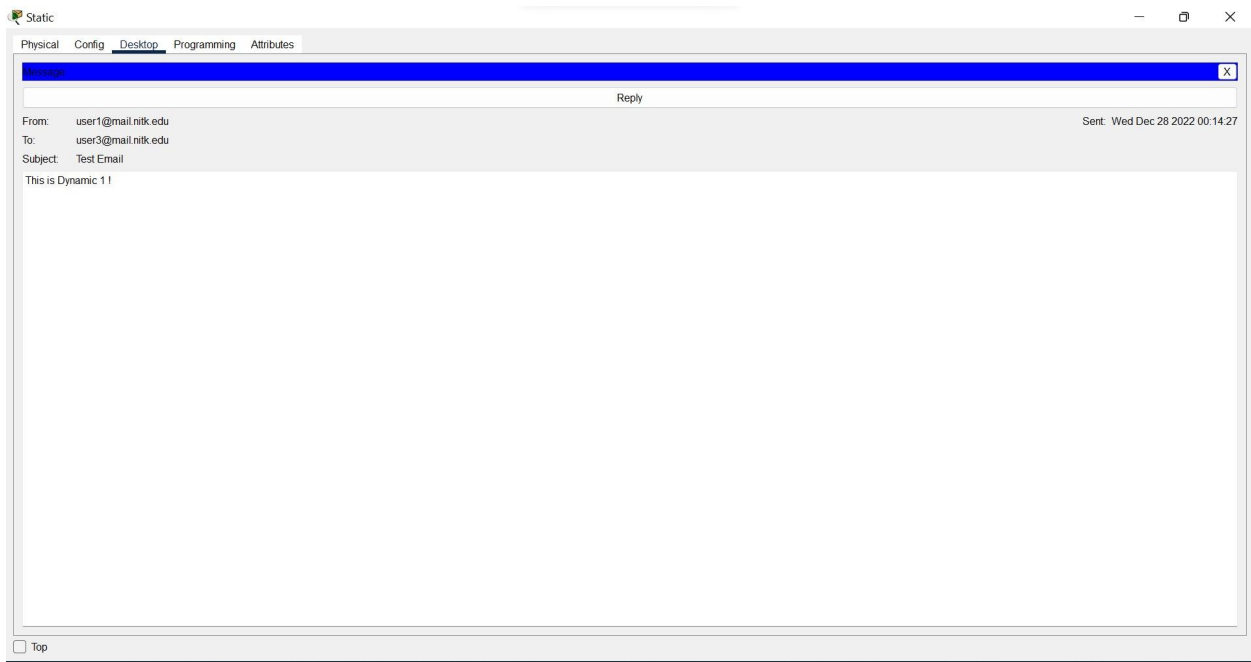 Static
Physical Config Desktop Programming Attributes
Message X
Reply
From: user1@mail.nitk.edu Sent: Wed Dec 28 2022 00:14:27
To: user3@mail.nitk.edu
Subject: Test Email
This is Dynamic 1 !
Top